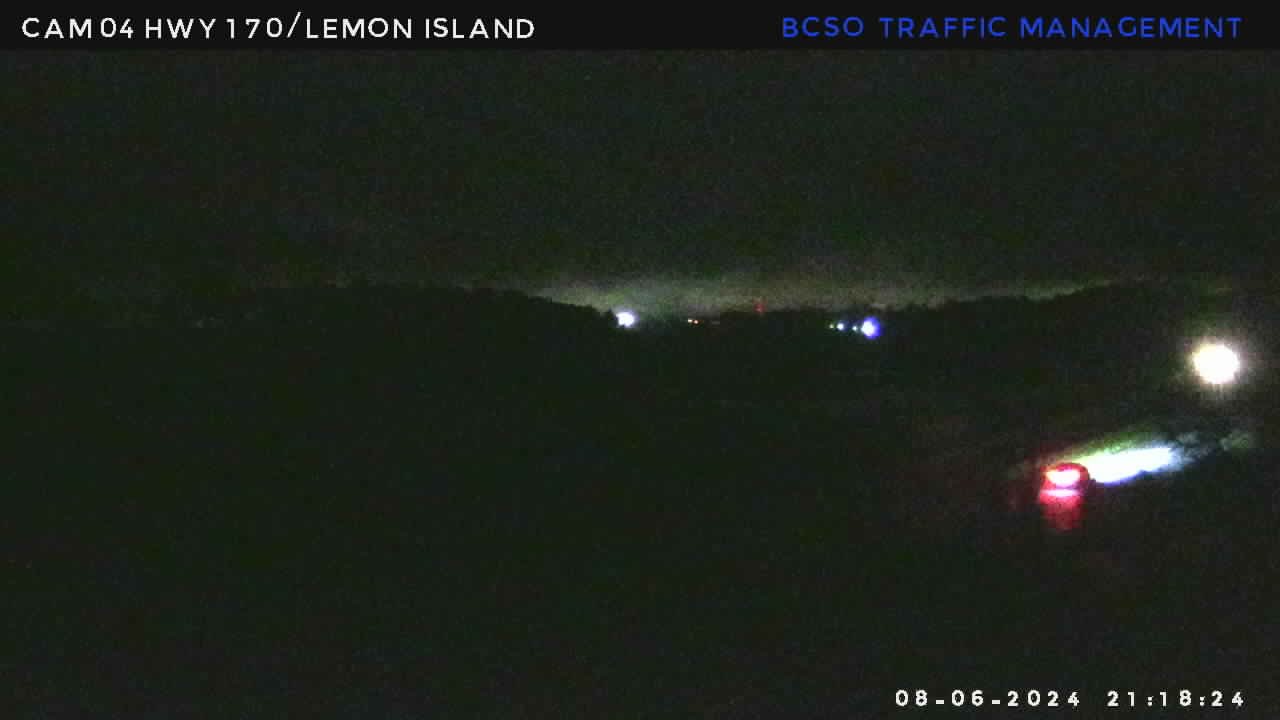 CAM04 HWY 170/LEMON ISLAND
BCSO TRAFFIC MANAGEMENT
08-06-2024 21:18:24